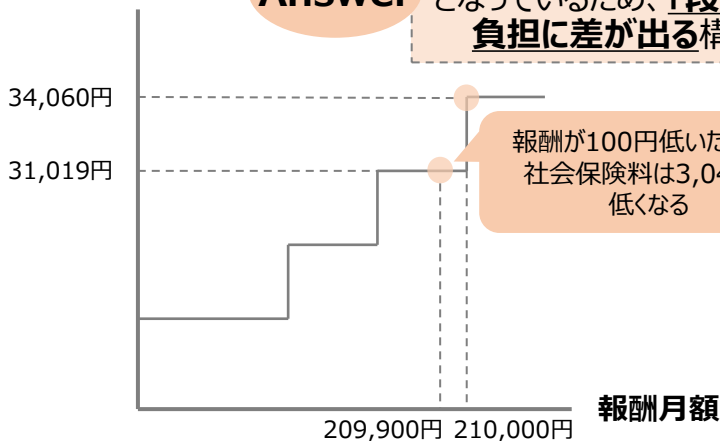 Answer
となっているため、1段
負担に差が出る構
34,060円
31,019円
報酬が100円低いた
社会保険料は3,04
低くなる
報酬月額
209,900円 210,000円